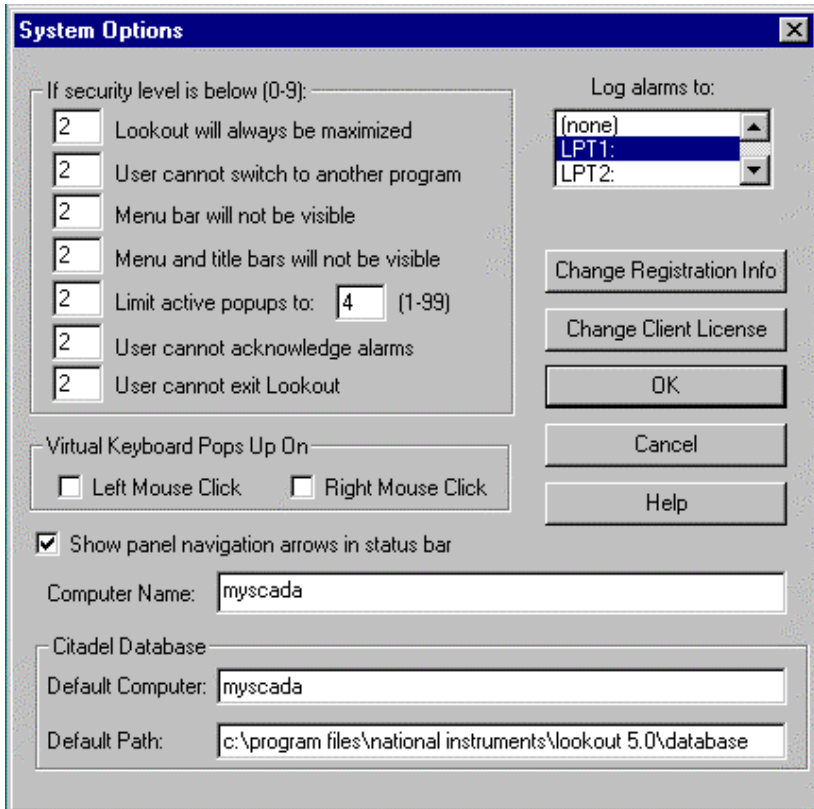 System Options
If security level is below (0-9):
2 Lookout will always be maximized
2 User cannot switch to another program
2 Menu bar will not be visible
2 Menu and title bars will not be visible
2 Limit active popups to: 4 (1-99)
2 User cannot acknowledge alarms
2 User cannot exit Lookout
Log alarms to:
(none)
LPT1:
LPT2:
Change Registration Info
Change Client License
OK
Cancel
Help
Virtual Keyboard Pops Up On
Left Mouse Click Right Mouse Click
Show panel navigation arrows in status bar
Computer Name: myscada
Citadel Database
Default Computer: myscada
Default Path: c:\program files\national instruments\lookout 5.0\database